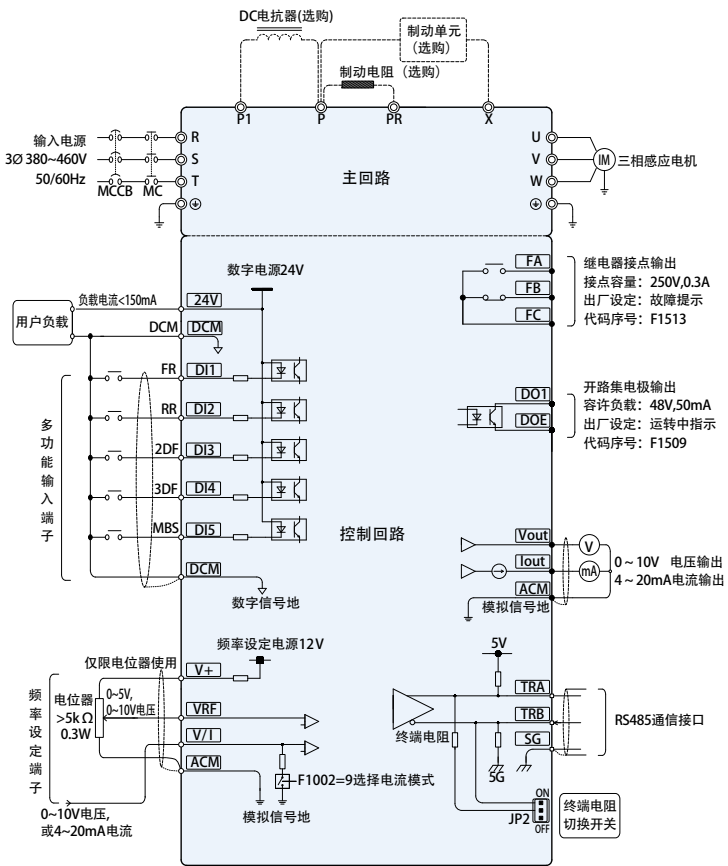 DC电抗器(选购)
制动单元
(选购)
制动电阻（选购）
P1
P
PR
X
输入电源
3Ø 380~460V
50/60Hz
MCCB
MC
R
S
T
主回路
U
V
W
IM
三相感应电机
数字电源24V
负载电流<150mA
24V
用户负载
DCM
DCM
多功能输入端子
FR
DI1
RR
DI2
2DF
DI3
3DF
DI4
MBS
DI5
DCM
数字信号地
控制回路
FA
FB
FC
继电器接点输出
接点容量：250V,0.3A
出厂设定：故障提示
代码序号：F1513
DO1
DOE
开路集电极输出
容许负载：48V,50mA
出厂设定：运转中指示
代码序号：F1509
Vout
Iout
ACM
模拟信号地
V
mA
0～10V 电压输出
4～20mA电流输出
频率设定电源12V
仅限电位器使用
V+
频率设定端子
电位器
>5kΩ
0.3W
0~5V,
0~10V电压
VRF
V/I
ACM
F1002=9选择电流模式
模拟信号地
0~10V电压,
或4~20mA电流
5V
TRA
TRB
SG
终端电阻
5G
RS485通信接口
ON
JP2
OFF
终端电阻
切换开关